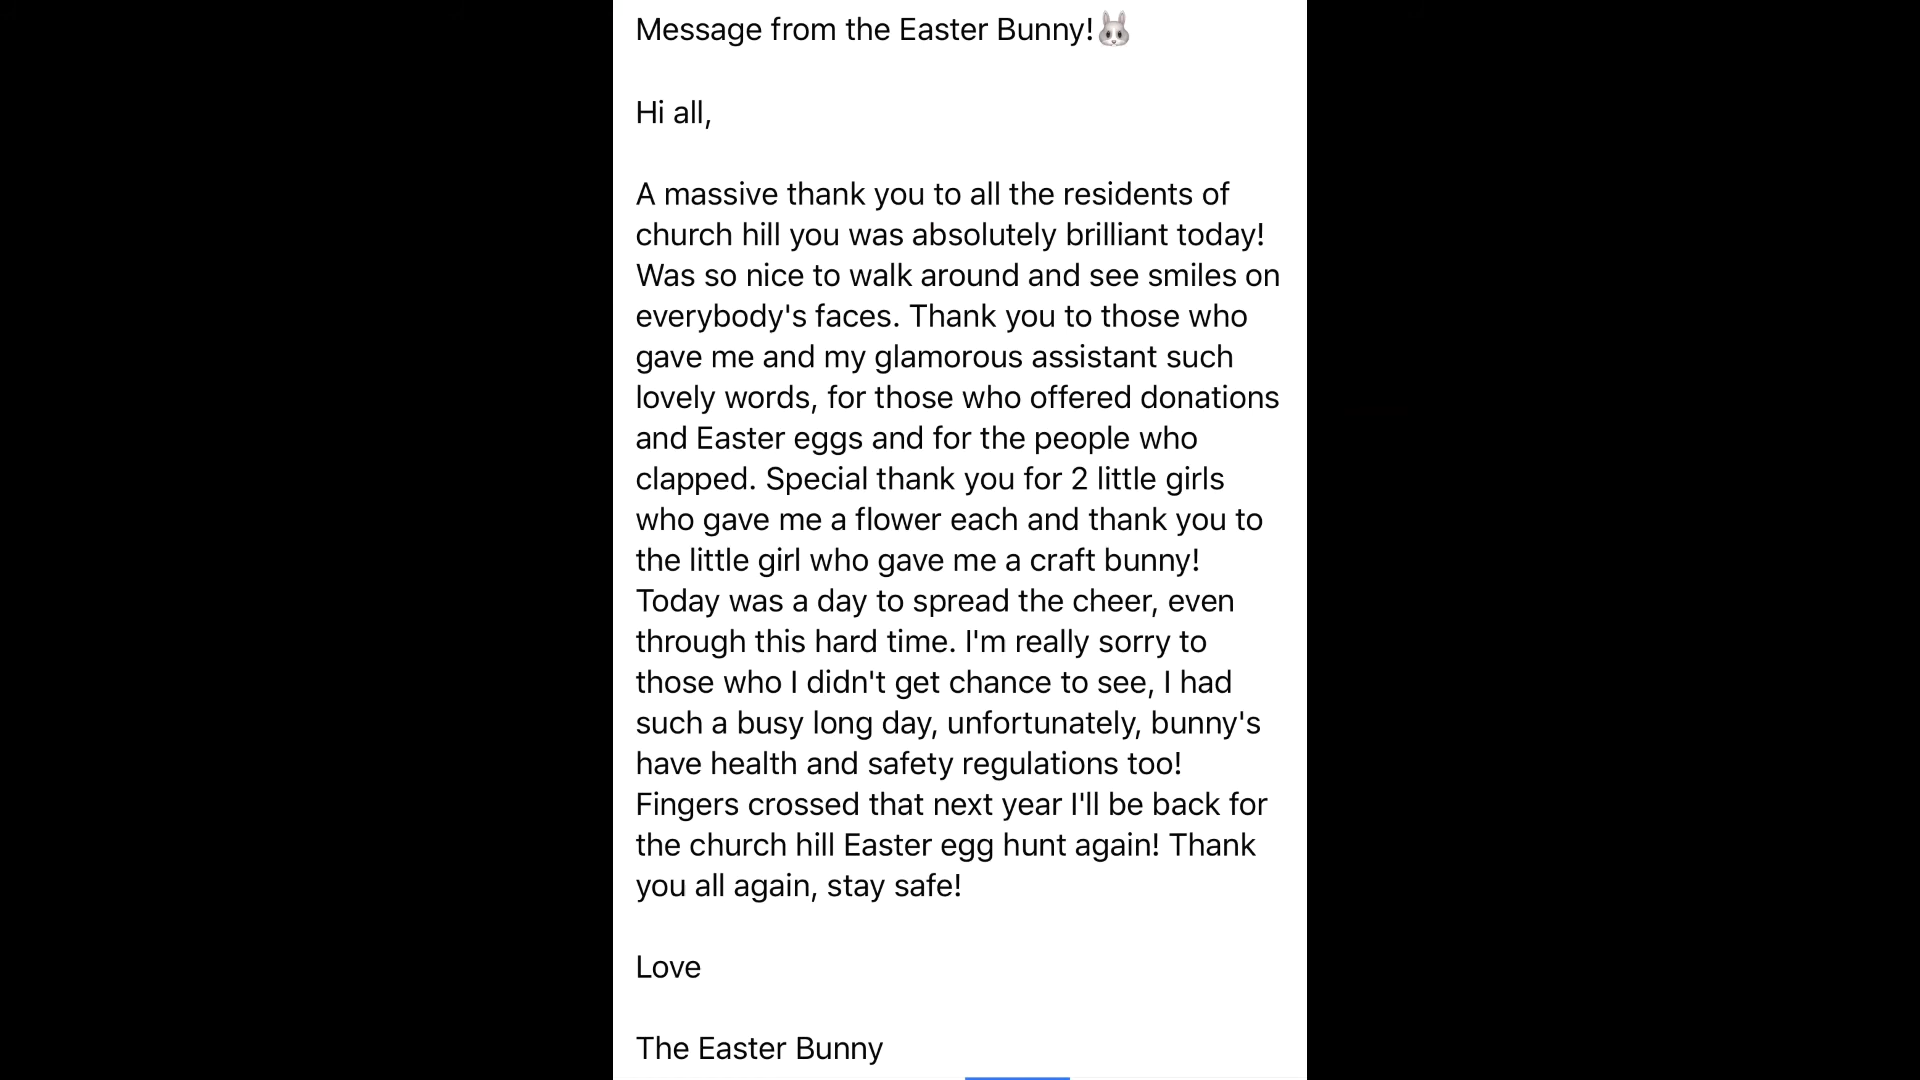 Message from the Easter Bunny!🐰
Hi all,
A massive thank you to all the residents of
church hill you was absolutely brilliant today!
Was so nice to walk around and see smiles on
everybody's faces. Thank you to those who
gave me and my glamorous assistant such
lovely words, for those who offered donations
and Easter eggs and for the people who
clapped. Special thank you for 2 little girls
who gave me a flower each and thank you to
the little girl who gave me a craft bunny!
Today was a day to spread the cheer, even
through this hard time. I'm really sorry to
those who I didn't get chance to see, I had
such a busy long day, unfortunately, bunny's
have health and safety regulations too!
Fingers crossed that next year I'll be back for
the church hill Easter egg hunt again! Thank
you all again, stay safe!
Love
The Easter Bunny